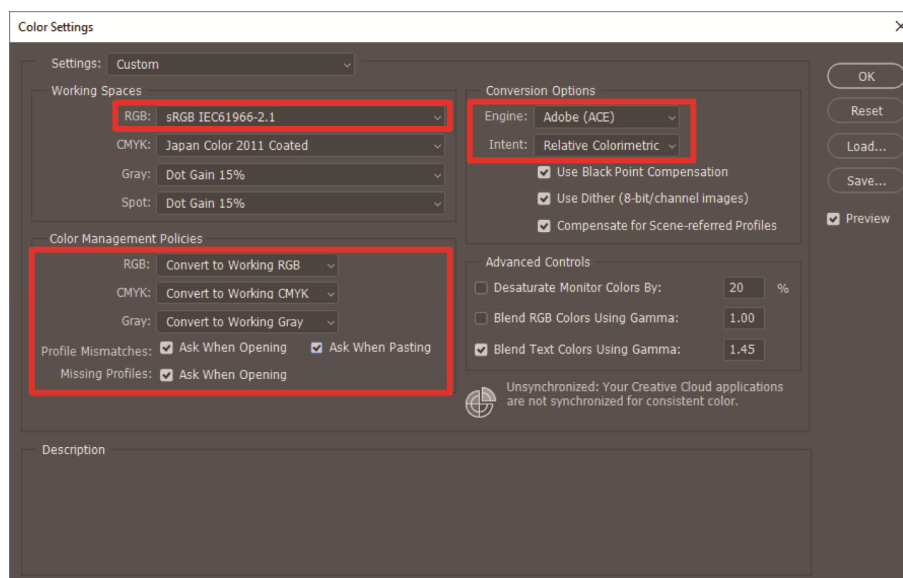 Color Settings
Settings: Custom
Working Spaces
RGB: sRGB IEC61966-2.1
CMYK: Japan Color 2011 Coated
Gray: Dot Gain 15%
Spot: Dot Gain 15%
Color Management Policies
RGB: Convert to Working RGB
CMYK: Convert to Working CMYK
Gray: Convert to Working Gray
Profile Mismatches: Ask When Opening Ask When Pasting
Missing Profiles: Ask When Opening
Conversion Options
Engine: Adobe (ACE)
Intent: Relative Colorimetric
Use Black Point Compensation
Use Dither (8-bit/channel images)
Compensate for Scene-referred Profiles
Advanced Controls
Desaturate Monitor Colors By: 20 %
Blend RGB Colors Using Gamma: 1.00
Blend Text Colors Using Gamma: 1.45
Unsynchronized: Your Creative Cloud applications
are not synchronized for consistent color.
OK
Reset
Load...
Save...
Preview
Description